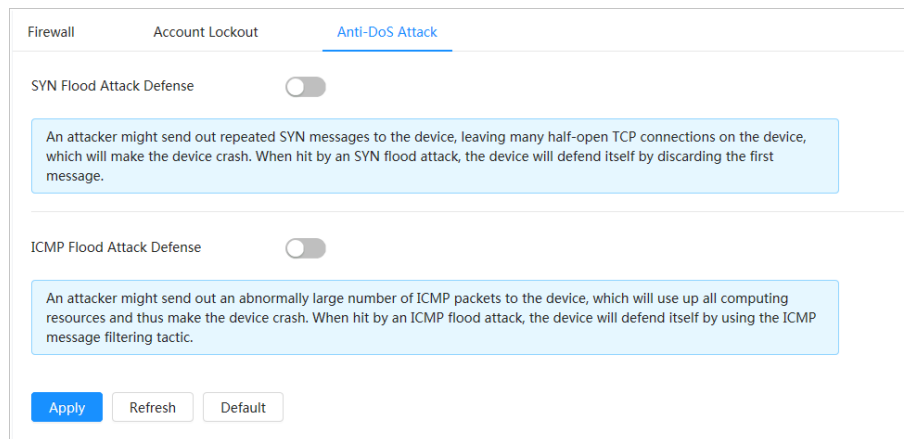 Firewall Account Lockout Anti-DoS Attack
SYN Flood Attack Defense
An attacker might send out repeated SYN messages to the device, leaving many half-open TCP connections on the device,
which will make the device crash. When hit by an SYN flood attack, the device will defend itself by discarding the first
message.
ICMP Flood Attack Defense
An attacker might send out an abnormally large number of ICMP packets to the device, which will use up all computing
resources and thus make the device crash. When hit by an ICMP flood attack, the device will defend itself by using the ICMP
message filtering tactic.
Apply Refresh Default